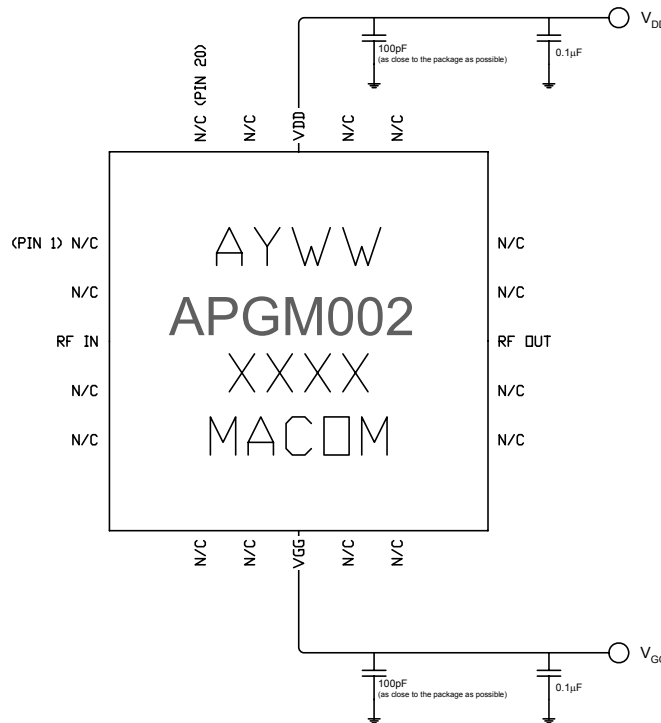 V_DD
100pF
(as close to the package as possible)
0.1µF
N/C (PIN 20)
N/C
VDD
N/C
N/C
(PIN 1) N/C
N/C
RF IN
N/C
N/C
AYWW
APGM002
XXXX
MACOM
N/C
N/C
RF OUT
N/C
N/C
N/C
N/C
VGG
N/C
N/C
V_G
100pF
(as close to the package as possible)
0.1µF